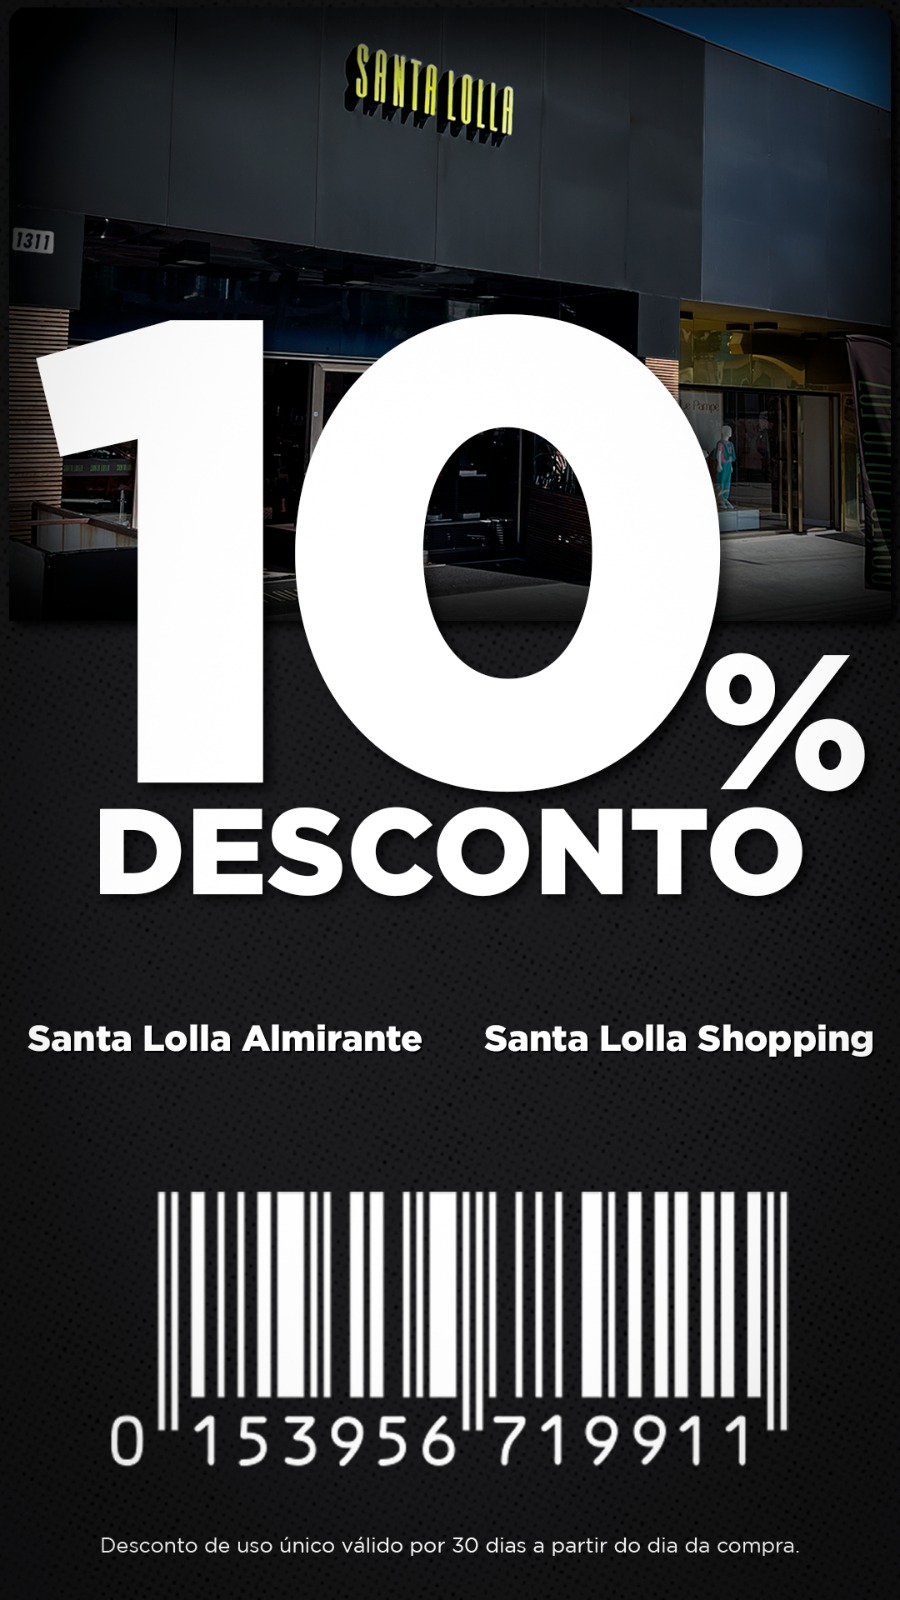 SANTA LOLLA
1311
10%
DESCONTO
Santa Lolla Almirante
Santa Lolla Shopping
0 153956 719911
Desconto de uso único válido por 30 dias a partir do dia da compra.